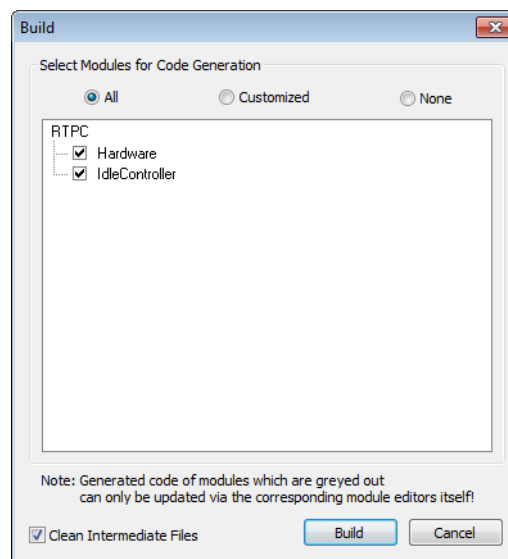 Build
Select Modules for Code Generation
All Customized None
RTPC
Hardware
IdleController
Note: Generated code of modules which are greyed out
can only be updated via the corresponding module editors itself!
Clean Intermediate Files Build Cancel